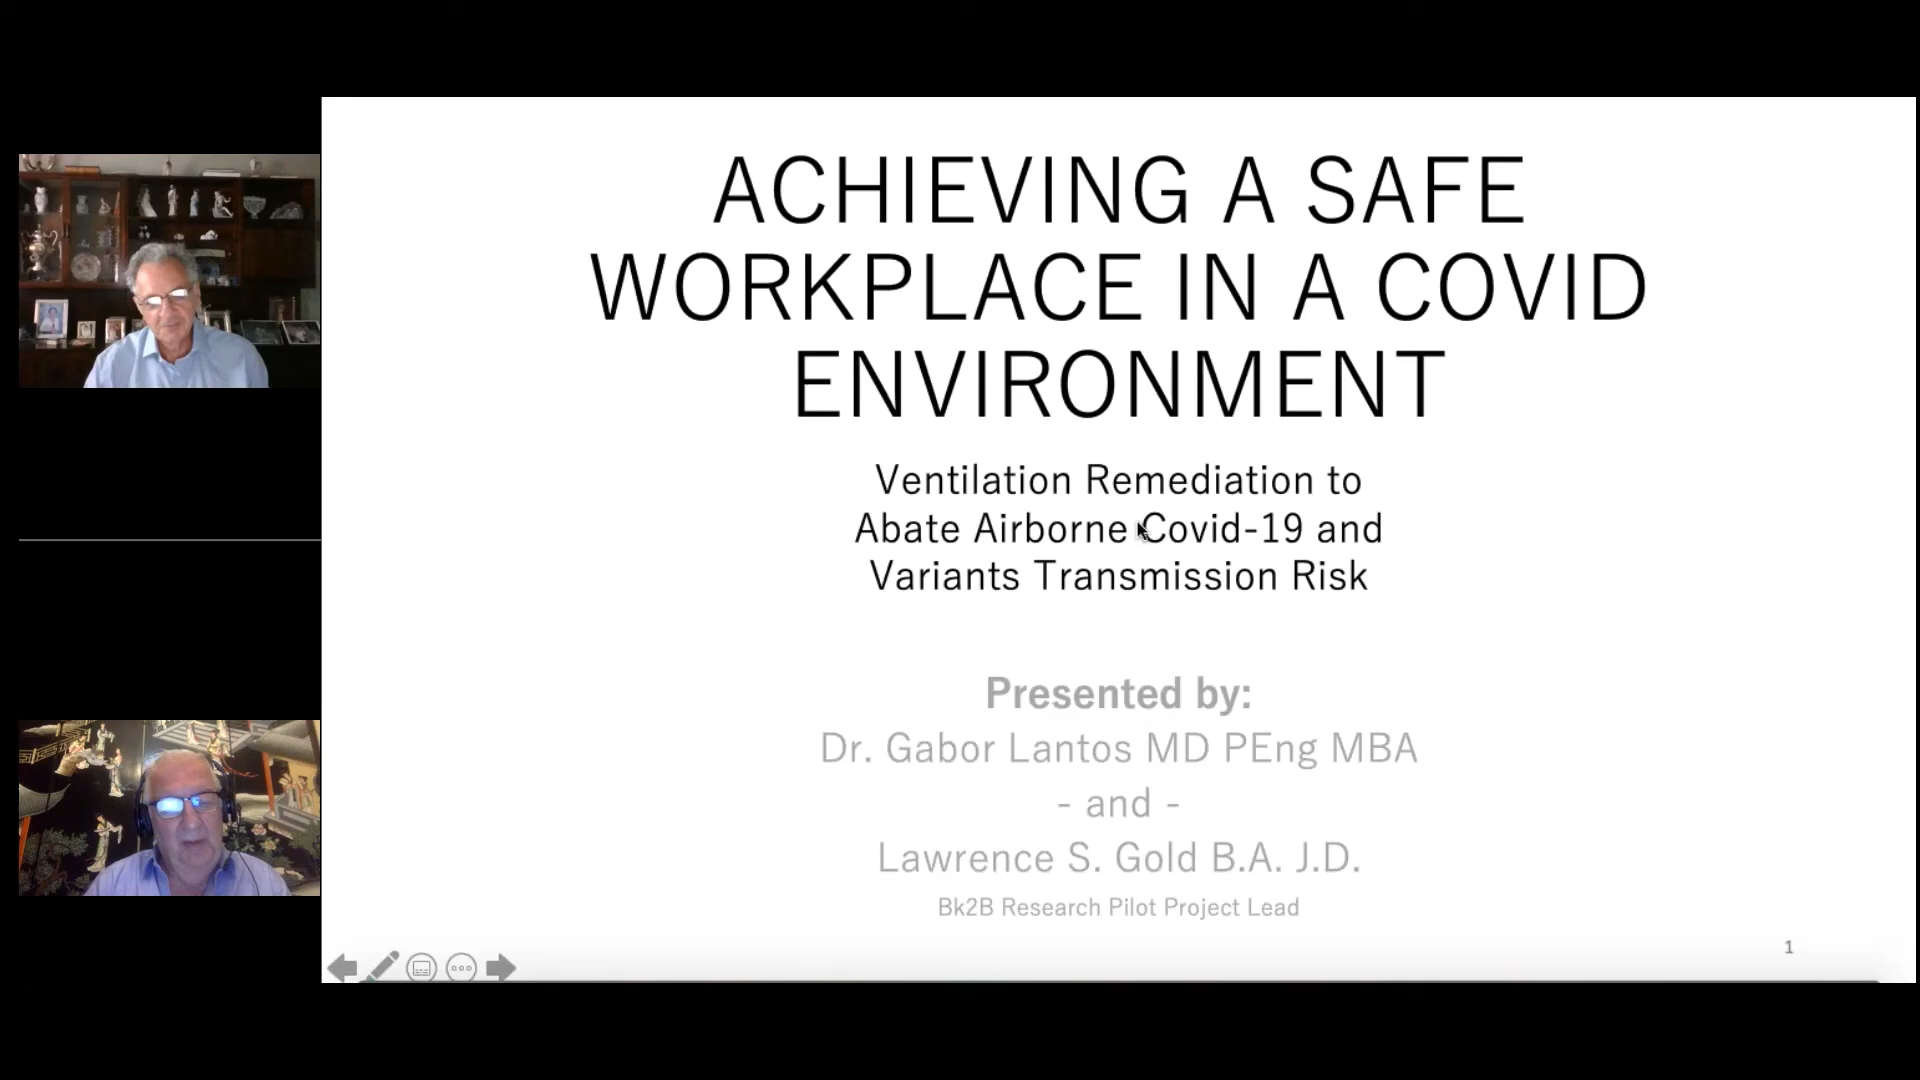 ACHIEVING A SAFE
WORKPLACE IN A COVID
ENVIRONMENT
Ventilation Remediation to
Abate Airborne Covid-19 and
Variants Transmission Risk
Presented by:
Dr. Gabor Lantos MD PEng MBA
- and -
Lawrence S. Gold B.A. J.D.
Bk2B Research Pilot Project Lead
1